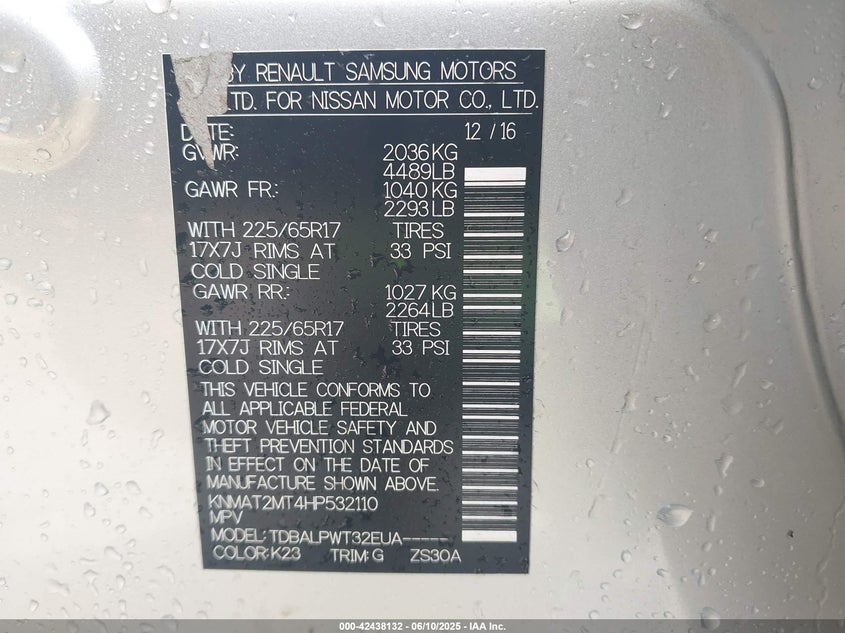 BY RENAULT SAMSUNG MOTORS
LTD. FOR NISSAN MOTOR CO., LTD.
DATE: 12 / 16
GVWR: 2036 KG
4489 LB
GAWR FR.: 1040 KG
2293 LB
WITH 225/65R17 TIRES
17X7J RIMS AT 33 PSI
COLD SINGLE
GAWR RR.: 1027 KG
2264 LB
WITH 225/65R17 TIRES
17X7J RIMS AT 33 PSI
COLD SINGLE
THIS VEHICLE CONFORMS TO
ALL APPLICABLE FEDERAL
MOTOR VEHICLE SAFETY AND
THEFT PREVENTION STANDARDS
IN EFFECT ON THE DATE OF
MANUFACTURE SHOWN ABOVE.
KNMAT2MT4HP532110
MPV
MODEL: TDBALPWT32EUA-----
COLOR: K23 TRIM: G ZS30A
000-42438132 - 06/10/2025 - IAA Inc.